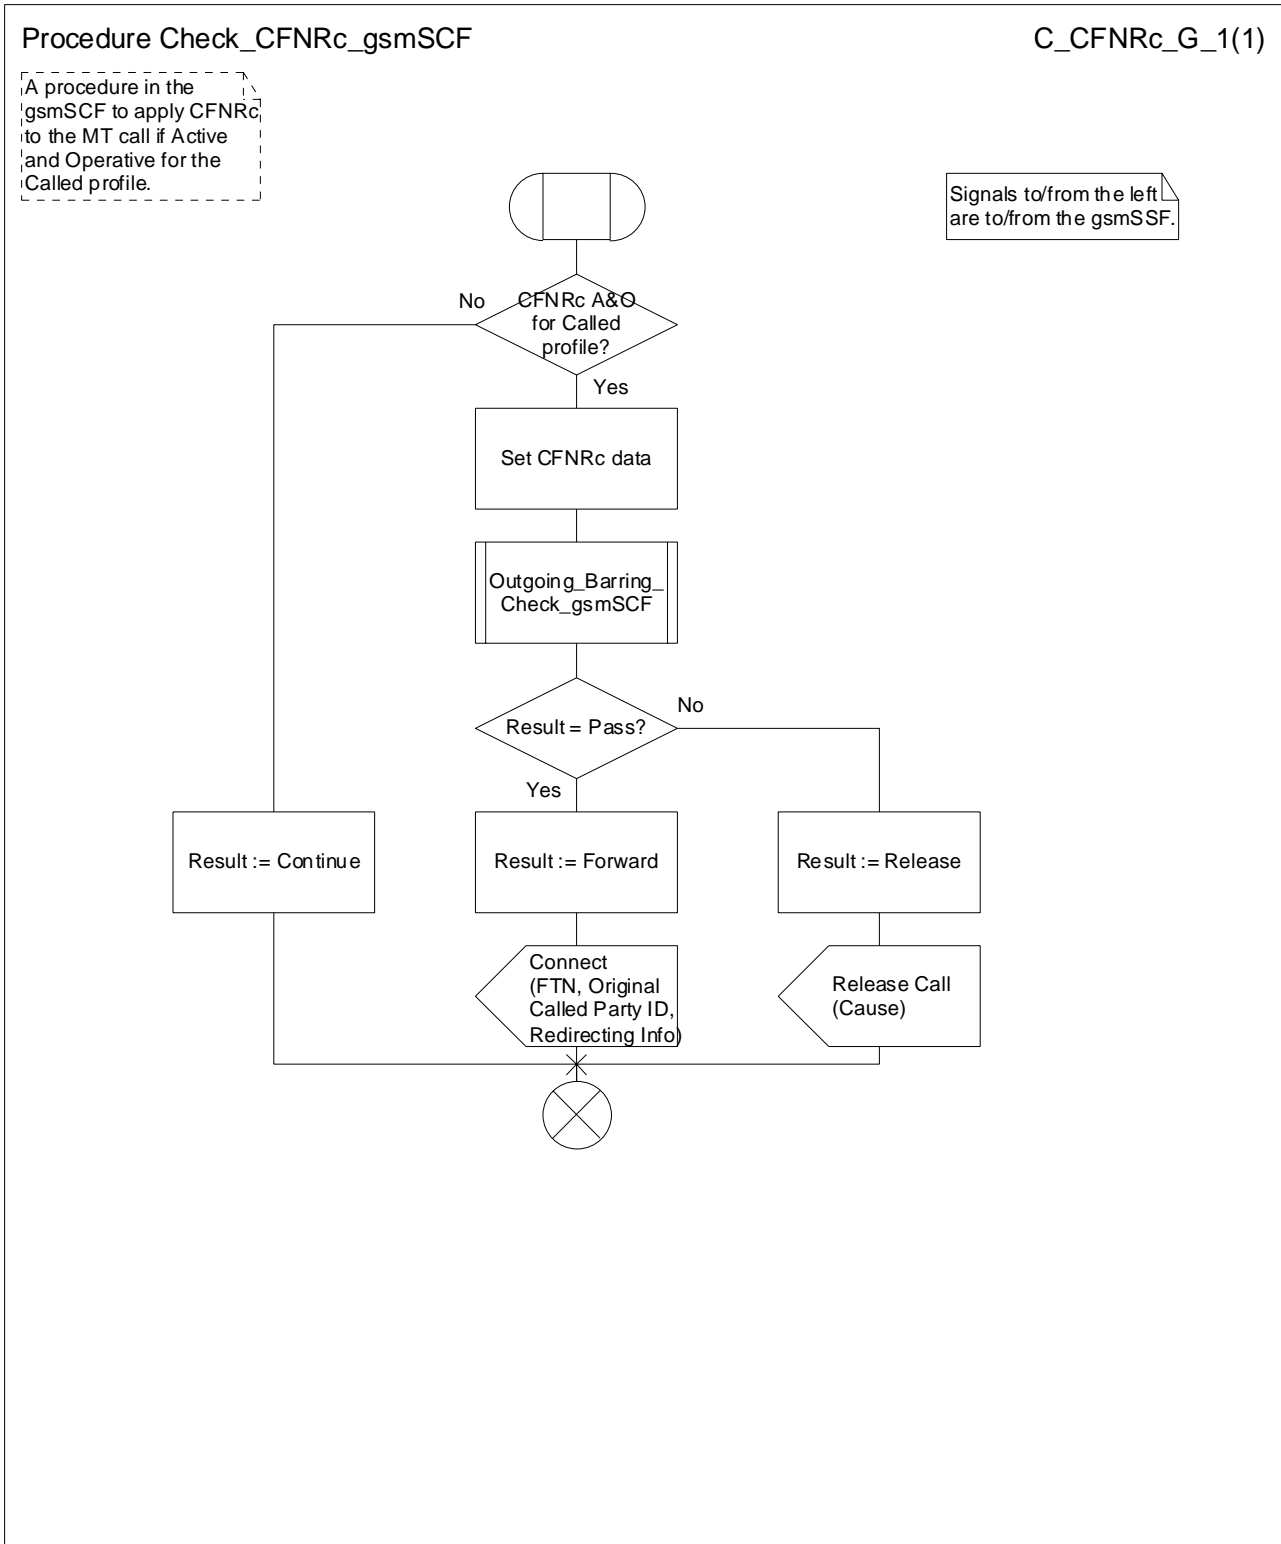 Procedure Check_CFNRc_gsmSCF
C_CFNRc_G_1(1)
A procedure in the
gsmSCF to apply CFNRc
to the MT call if Active
and Operative for the
Called profile.
Signals to/from the left
are to/from the gsmSSF.
No
CFNRc A&O
for Called
profile?
Yes
Set CFNRc data
Outgoing_Barring_
Check_gsmSCF
Result = Pass?
No
Yes
Result := Continue
Result := Forward
Result := Release
Connect
(FTN, Original
Called Party ID,
Redirecting Info)
Release Call
(Cause)